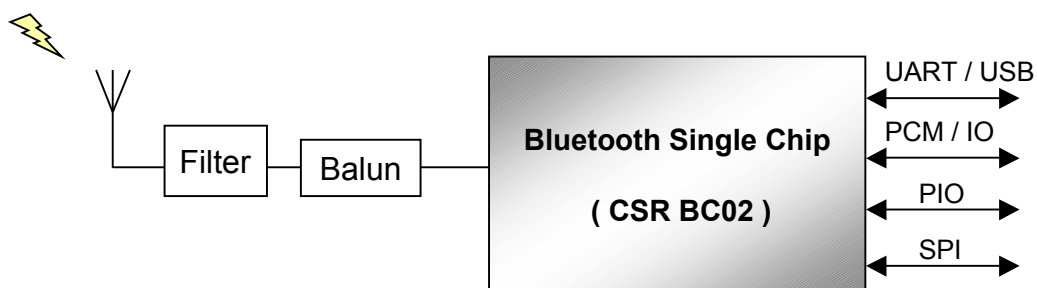 UART / USB
PCM / IO
PIO
SPI
Filter
Balun
Bluetooth Single Chip
( CSR BC02 )